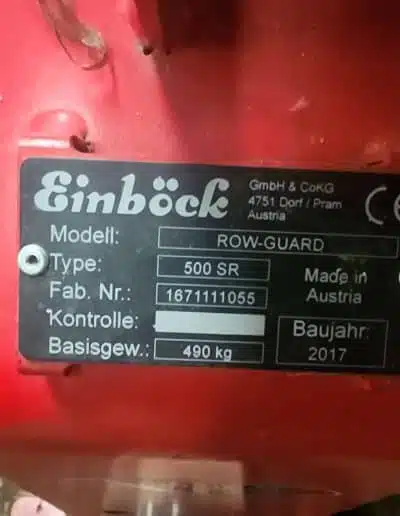 Einböck
GmbH & CoKG
4751 Dorf / Pram
Austria
CE
Modell: ROW-GUARD
Type: 500 SR
Fab. Nr.: 1671111055
Made in
Austria
Kontrolle:
Basisgew.: 490 kg
Baujahr:
2017